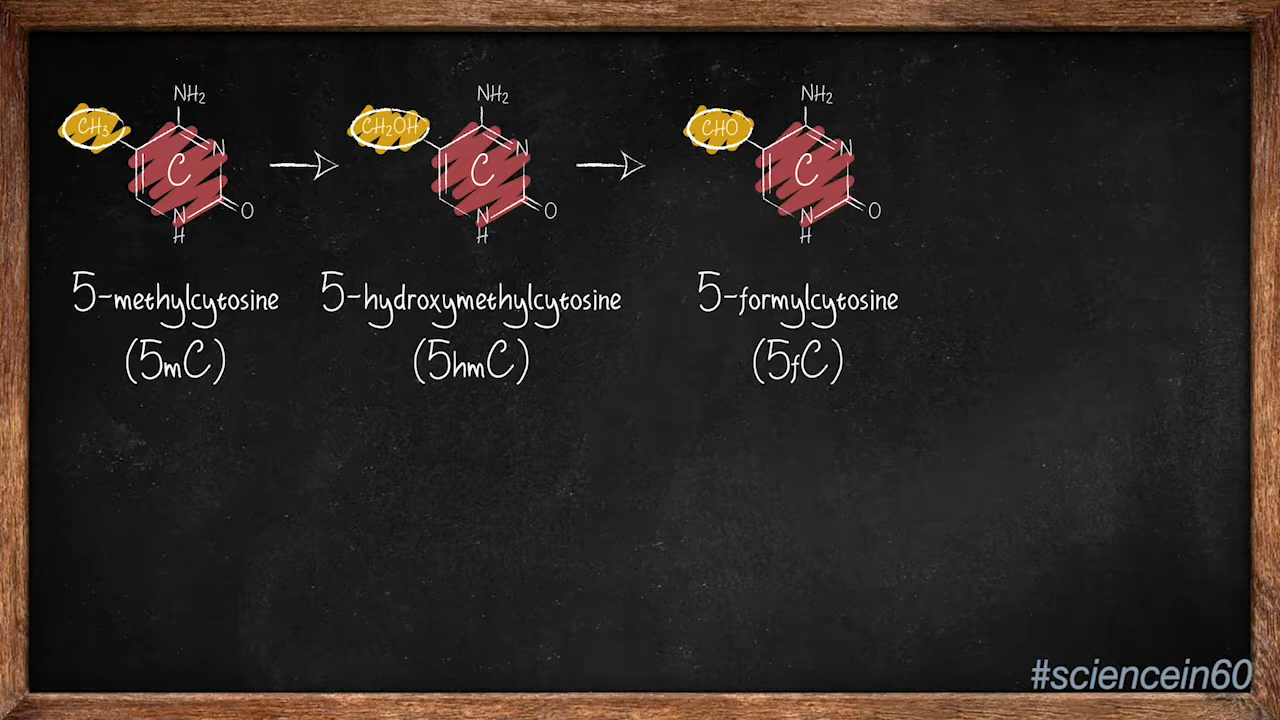 NH₂ NH₂ NH₂
CH₃ CH₂OH CHO
C N C N C N
N O N O N O
H H H
5-methylcytosine 5-hydroxymethylcytosine 5-formylcytosine
(5mC) (5hmC) (5fC)
#sciencein60